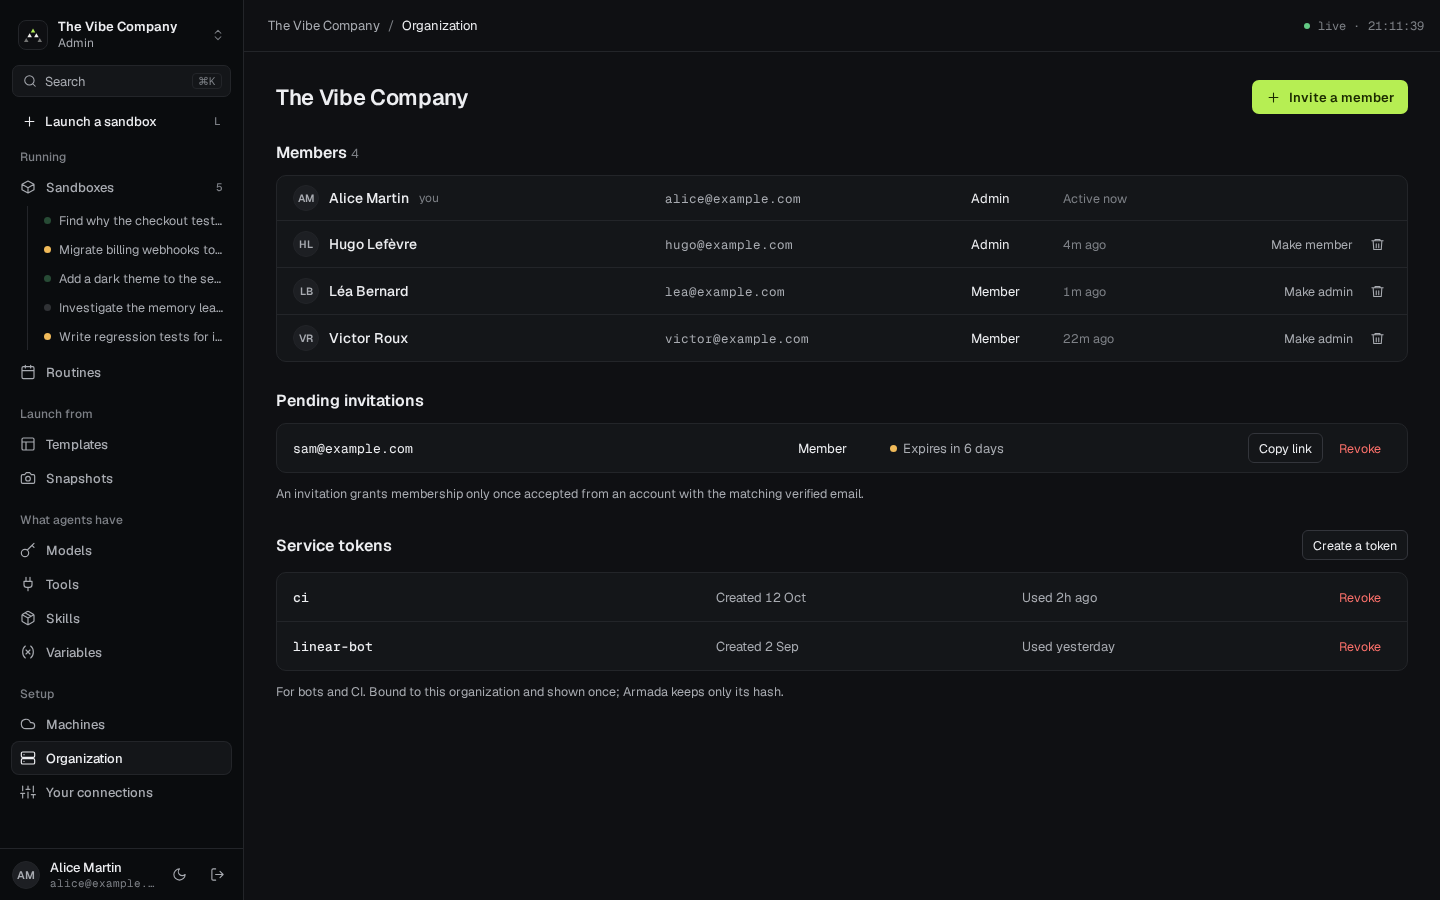 The Vibe Company
Admin
Search ⌘K
Launch a sandbox L
Running
Sandboxes 5
Find why the checkout test…
Migrate billing webhooks to…
Add a dark theme to the se…
Investigate the memory lea…
Write regression tests for i…
Routines
Launch from
Templates
Snapshots
What agents have
Models
Tools
Skills
Variables
Setup
Machines
Organization
Your connections
AM Alice Martin
alice@example.…
The Vibe Company / Organization
live · 21:11:39
The Vibe Company
Invite a member
Members 4
AM Alice Martin you alice@example.com Admin Active now
HL Hugo Lefèvre hugo@example.com Admin 4m ago Make member
LB Léa Bernard lea@example.com Member 1m ago Make admin
VR Victor Roux victor@example.com Member 22m ago Make admin
Pending invitations
sam@example.com Member Expires in 6 days Copy link Revoke
An invitation grants membership only once accepted from an account with the matching verified email.
Service tokens Create a token
ci Created 12 Oct Used 2h ago Revoke
linear-bot Created 2 Sep Used yesterday Revoke
For bots and CI. Bound to this organization and shown once; Armada keeps only its hash.